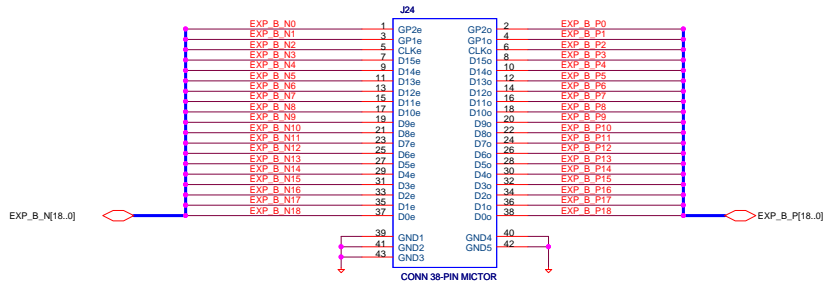 J24
EXP_B_N0 1 GP2e GP2o 2 EXP_B_P0
EXP_B_N1 3 GP1e GP1o 4 EXP_B_P1
EXP_B_N2 5 CLKe CLKo 6 EXP_B_P2
EXP_B_N3 7 D15e D15o 8 EXP_B_P3
EXP_B_N4 9 D14e D14o 10 EXP_B_P4
EXP_B_N5 11 D13e D13o 12 EXP_B_P5
EXP_B_N6 13 D12e D12o 14 EXP_B_P6
EXP_B_N7 15 D11e D11o 16 EXP_B_P7
EXP_B_N8 17 D10e D10o 18 EXP_B_P8
EXP_B_N9 19 D9e D9o 20 EXP_B_P9
EXP_B_N10 21 D8e D8o 22 EXP_B_P10
EXP_B_N11 23 D7e D7o 24 EXP_B_P11
EXP_B_N12 25 D6e D6o 26 EXP_B_P12
EXP_B_N13 27 D5e D5o 28 EXP_B_P13
EXP_B_N14 29 D4e D4o 30 EXP_B_P14
EXP_B_N15 31 D3e D3o 32 EXP_B_P15
EXP_B_N16 33 D2e D2o 34 EXP_B_P16
EXP_B_N17 35 D1e D1o 36 EXP_B_P17
EXP_B_N[18..0] EXP_B_N18 37 D0e D0o 38 EXP_B_P18 EXP_B_P[18..0]
39 GND1 GND4 40
41 GND2 GND5 42
43 GND3
CONN 38-PIN MICTOR